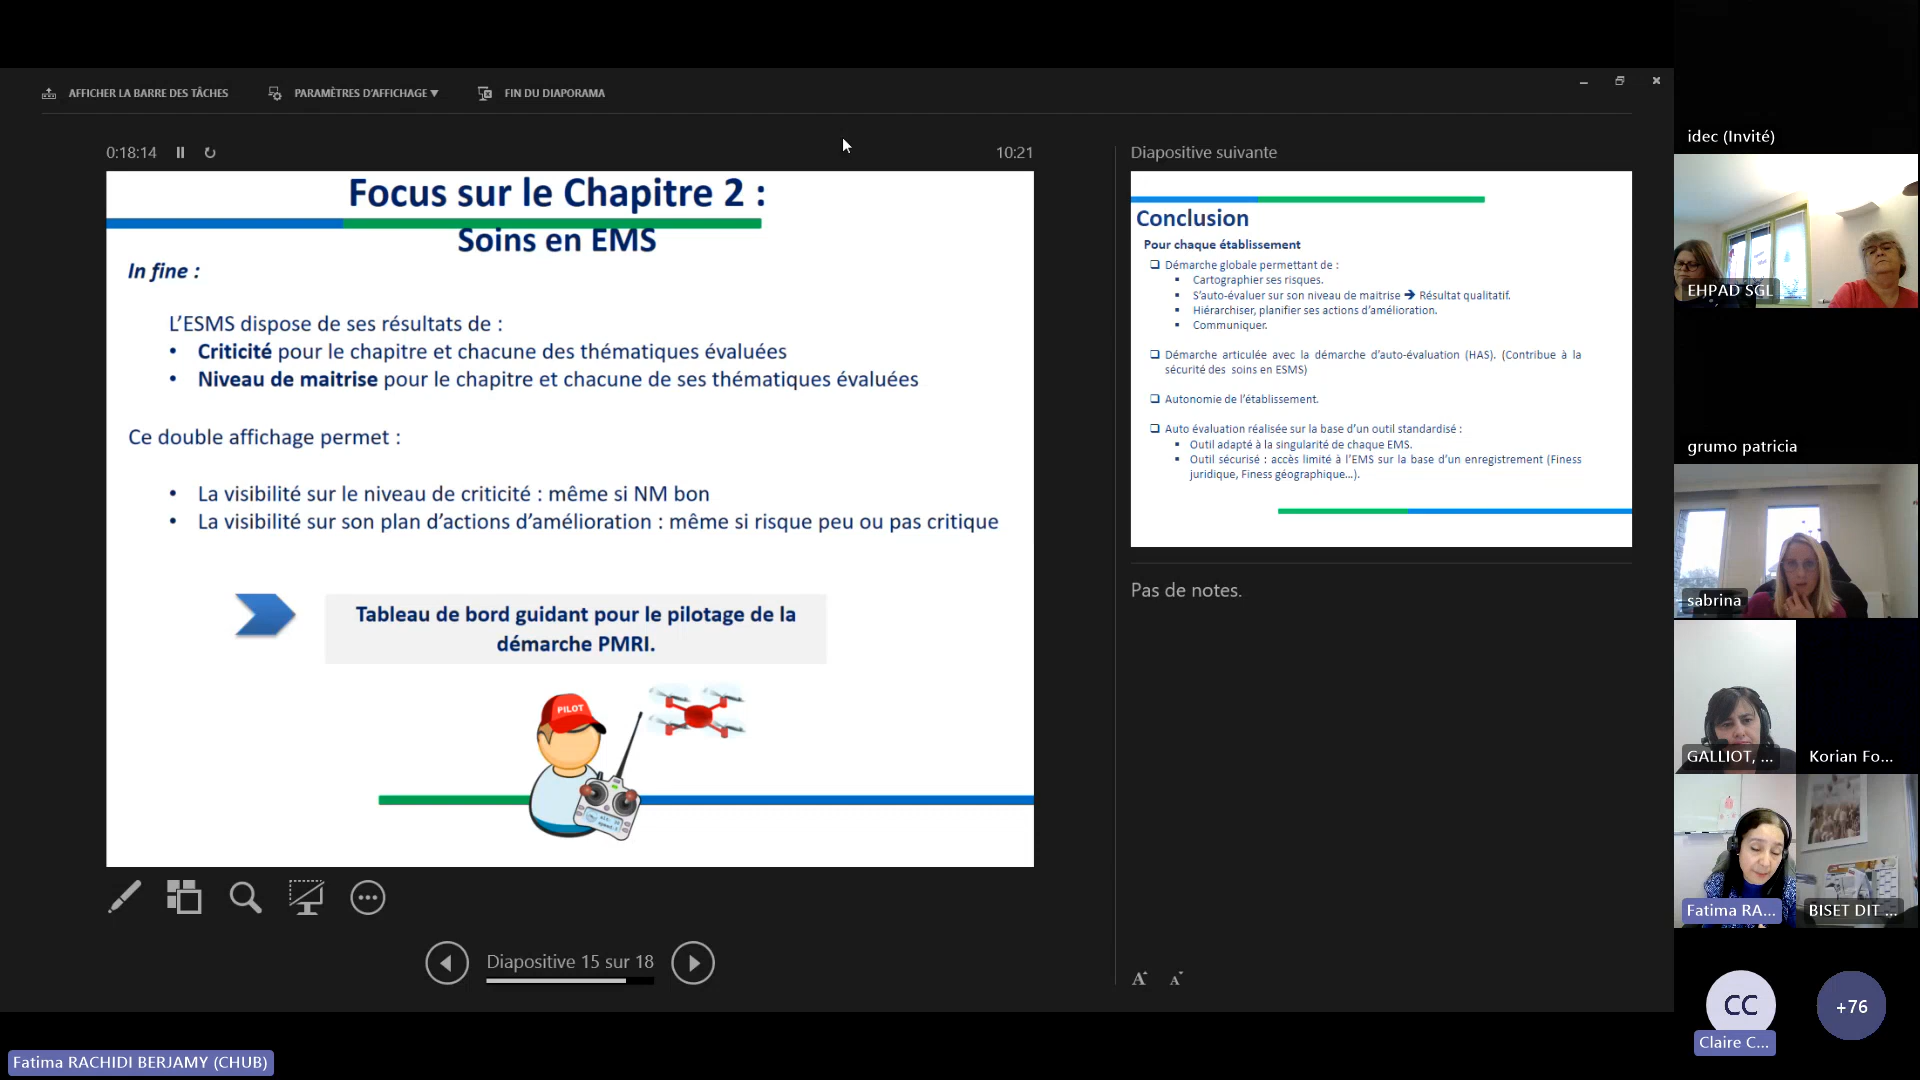 AFFICHER LA BARRE DES TÂCHES
PARAMÈTRES D'AFFICHAGE ▼
FIN DU DIAPORAMA
0:18:14
10:21
Focus sur le Chapitre 2 :
Soins en EMS
In fine :
L'ESMS dispose de ses résultats de :
• Criticité pour le chapitre et chacune des thématiques évaluées
• Niveau de maitrise pour le chapitre et chacune de ses thématiques évaluées
Ce double affichage permet :
• La visibilité sur le niveau de criticité : même si NM bon
• La visibilité sur son plan d'actions d'amélioration : même si risque peu ou pas critique
Tableau de bord guidant pour le pilotage de la
démarche PMRI.
PILOT
Diapositive 15 sur 18
Diapositive suivante
Conclusion
Pour chaque établissement
❑ Démarche globale permettant de :
▪ Cartographier ses risques.
▪ S'auto-évaluer sur son niveau de maitrise ➔ Résultat qualitatif.
▪ Hiérarchiser, planifier ses actions d'amélioration.
▪ Communiquer.
❑ Démarche articulée avec la démarche d'auto-évaluation (HAS). (Contribue à la
sécurité des soins en ESMS)
❑ Autonomie de l'établissement.
❑ Auto évaluation réalisée sur la base d'un outil standardisé :
▪ Outil adapté à la singularité de chaque EMS.
▪ Outil sécurisé : accès limité à l'EMS sur la base d'un enregistrement (Finess
juridique, Finess géographique...).
Pas de notes.
A A
idec (Invité)
EHPAD SGL
grumo patricia
sabrina
GALLIOT, ...
Korian Fo...
Fatima RA...
BISET DIT ...
CC
+76
Claire C...
Fatima RACHIDI BERJAMY (CHUB)